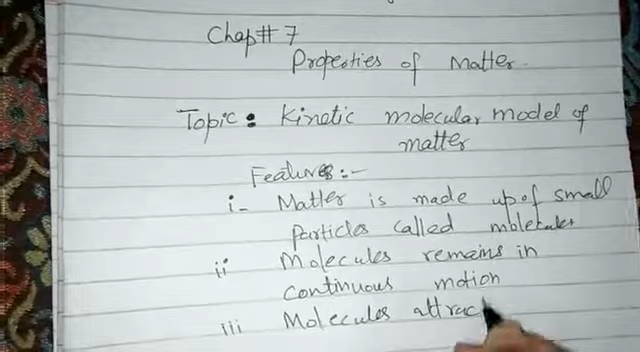 Chap# 7
Properties of Matter.
Topic: Kinetic molecular model of
matter
Features:-
i- Matter is made up of small
particles called molecules
ii Molecules remains in
continuous motion
iii Molecules attrac